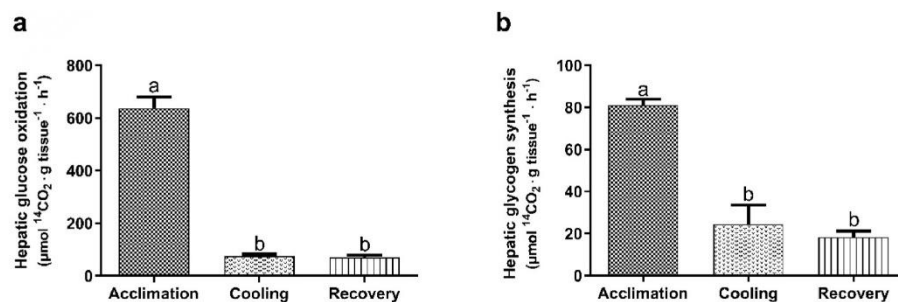 a
Hepatic glucose oxidation
(µmol ¹⁴CO₂ · g tissue⁻¹ · h⁻¹)
800
600
400
200
0
a
b
b
Acclimation Cooling Recovery
b
Hepatic glycogen synthesis
(µmol ¹⁴CO₂ · g tissue⁻¹ · h⁻¹)
100
80
60
40
20
0
a
b
b
Acclimation Cooling Recovery